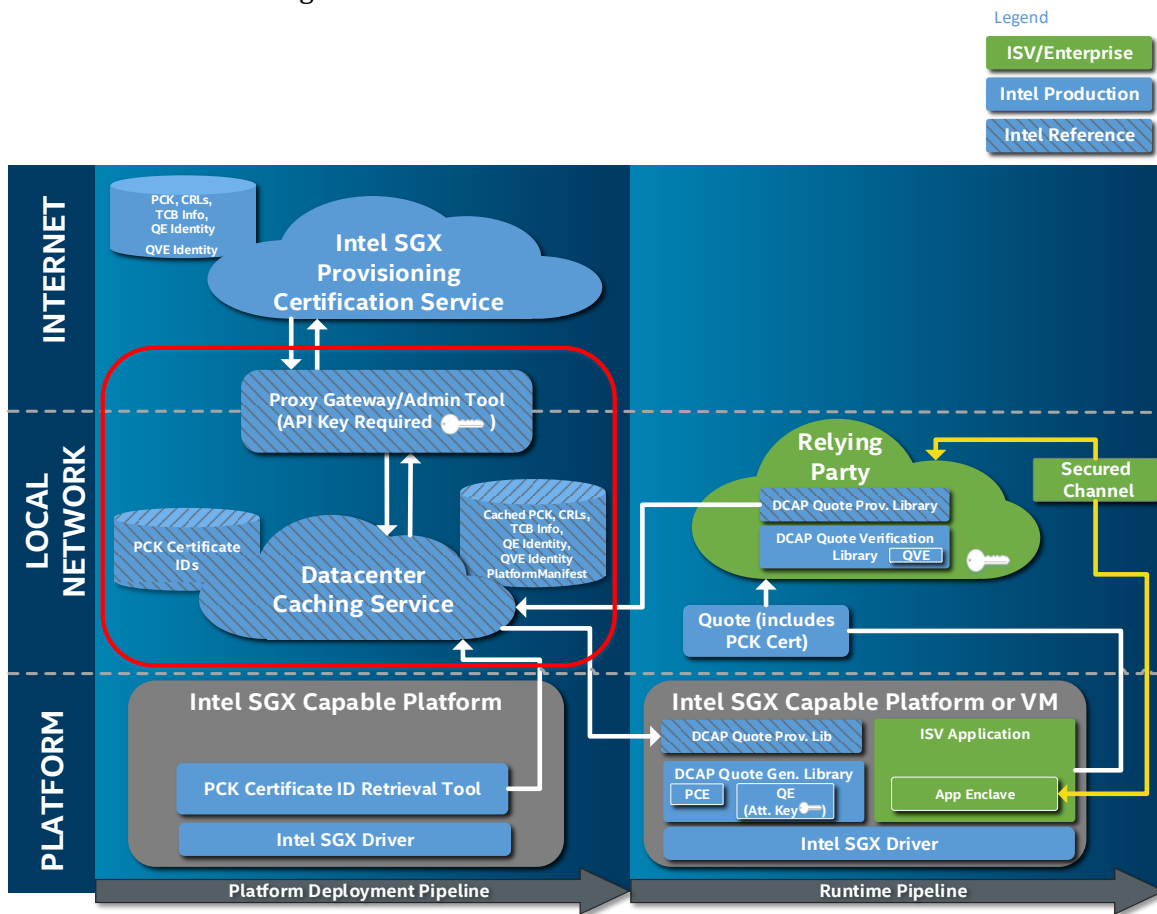 Legend
ISV/Enterprise
Intel Production
Intel Reference
INTERNET
PCK, CRLs,
TCB Info,
QE Identity
QVE Identity
Intel SGX
Provisioning
Certification Service
Proxy Gateway/Admin Tool
(API Key Required )
LOCAL
NETWORK
PCK Certificate
IDs
Cached PCK, CRLs,
TCB Info,
QE Identity,
QVE Identity
PlatformManifest
Datacenter
Caching Service
Relying
Party
DCAP Quote Prov. Library
DCAP Quote Verification
Library QVE
Secured
Channel
Quote (includes
PCK Cert)
PLATFORM
Intel SGX Capable Platform
PCK Certificate ID Retrieval Tool
Intel SGX Driver
Intel SGX Capable Platform or VM
DCAP Quote Prov. Lib
DCAP Quote Gen. Library
PCE
QE
(Att. Key )
ISV Application
App Enclave
Intel SGX Driver
Platform Deployment Pipeline
Runtime Pipeline